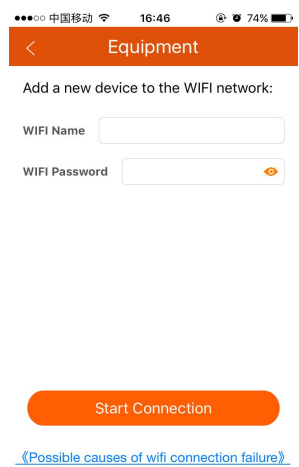 中国移动 16:46 74%
Equipment
Add a new device to the WIFI network:
WIFI Name
WIFI Password
Start Connection
《Possible causes of wifi connection failure》